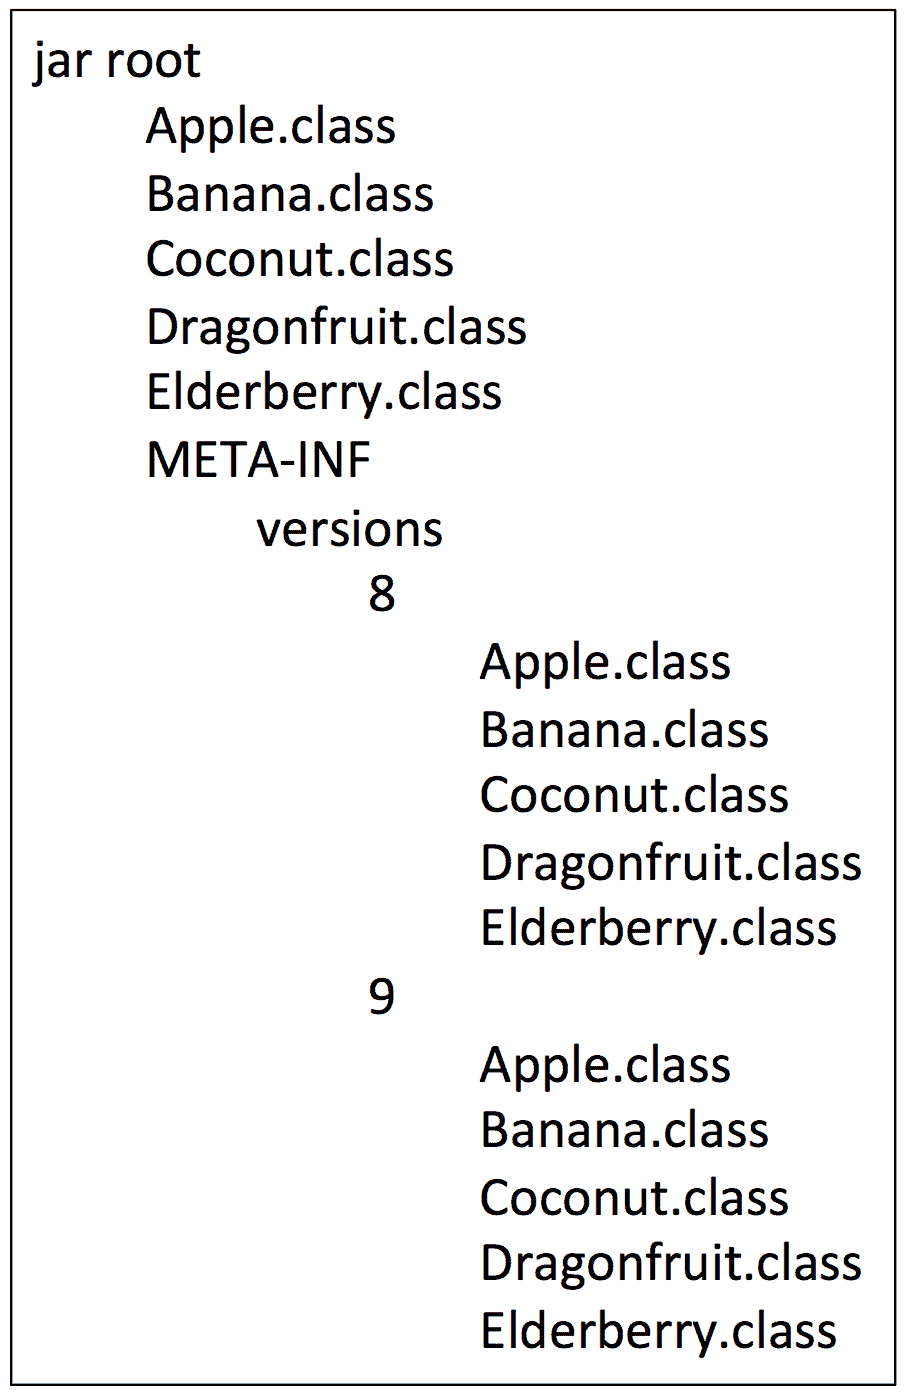 jar root
Apple.class
Banana.class
Coconut.class
Dragonfruit.class
Elderberry.class
META-INF
versions
8
Apple.class
Banana.class
Coconut.class
Dragonfruit.class
Elderberry.class
9
Apple.class
Banana.class
Coconut.class
Dragonfruit.class
Elderberry.class